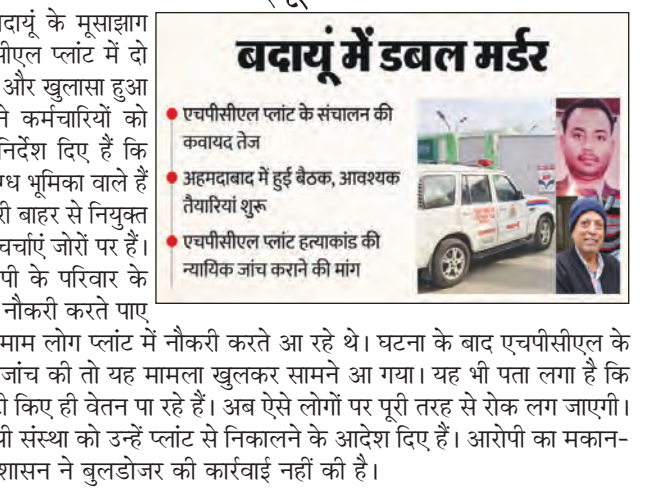 बदायूं के मूसाझाग
सीएल प्लांट में दो
और खुलासा हुआ
ने कर्मचारियों को
निर्देश दिए हैं कि
भूमिका वाले हैं
बाहर से नियुक्त
चर्चाएं जोरों पर हैं।
के परिवार के
नौकरी करते पाए
बदायूं में डबल मर्डर
एचपीसीएल प्लांट के संचालन की
कवायद तेज
अहमदाबाद में हुई बैठक, आवश्यक
तैयारियां शुरू
एचपीसीएल प्लांट हत्याकांड की
न्यायिक जांच कराने की मांग
माम लोग प्लांट में नौकरी करते आ रहे थे। घटना के बाद एचपीसीएल के
जांच की तो यह मामला खुलकर सामने आ गया। यह भी पता लगा है कि
किए ही वेतन पा रहे हैं। अब ऐसे लोगों पर पूरी तरह से रोक लग जाएगी।
संस्था को उन्हें प्लांट से निकालने के आदेश दिए हैं। आरोपी का मकान-
शासन ने बुलडोजर की कार्रवाई नहीं की है।